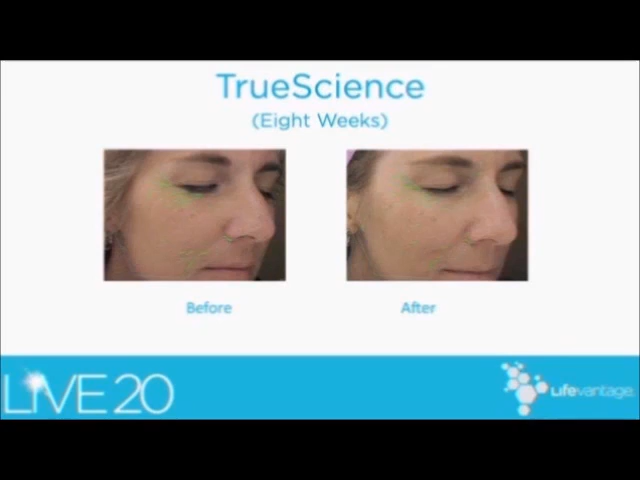 TrueScience
(Eight Weeks)
Before
After
LIVE 20
Lifevantage